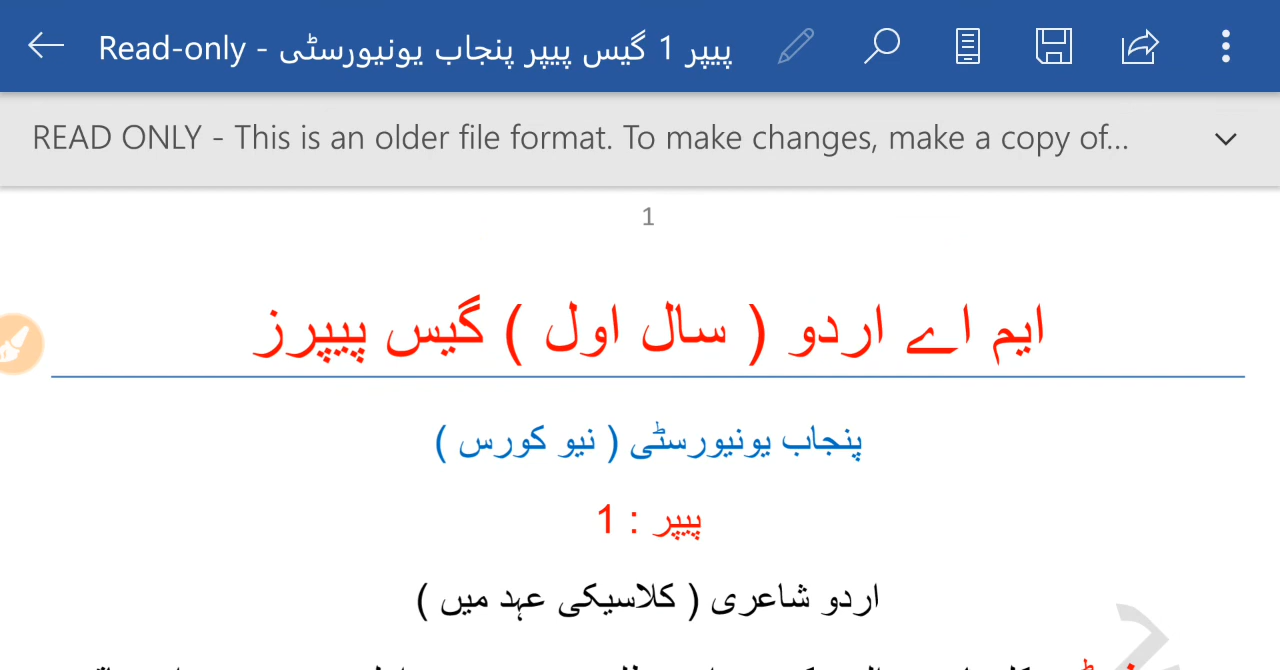 پیپر 1 گیس پیپر پنجاب یونیورسٹی - Read-only
READ ONLY - This is an older file format. To make changes, make a copy of...
1
ایم اے اردو ( سال اول ) گیس پیپرز
پنجاب یونیورسٹی ( نیو کورس )
پیپر : 1
اردو شاعری ( کلاسیکی عہد میں )